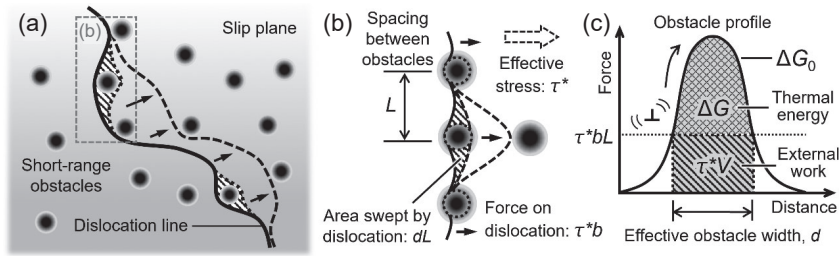 (a)
(b)
Slip plane
Short-range
obstacles
Dislocation line
(b)
Spacing
between
obstacles
Effective
stress: τ*
L
Area swept by
dislocation: dL
Force on
dislocation: τ*b
(c)
Obstacle profile
Force
ΔG₀
ΔG
Thermal
energy
τ*bL
τ*V
External
work
Distance
Effective obstacle width, d